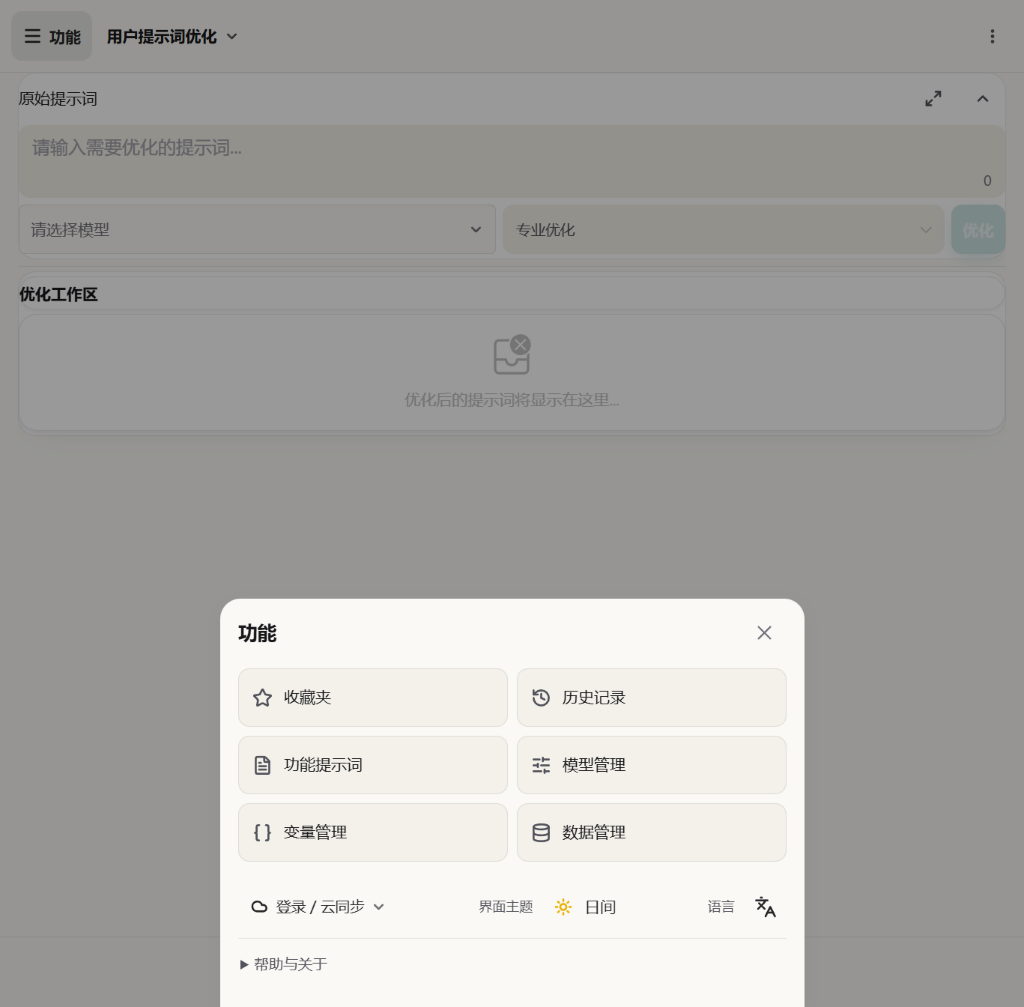 功能 用户提示词优化
原始提示词
请输入需要优化的提示词...
0
请选择模型 专业优化 优化
优化工作区
优化后的提示词将显示在这里...
功能
收藏夹 历史记录
功能提示词 模型管理
变量管理 数据管理
登录 / 云同步 界面主题 日间 语言
帮助与关于